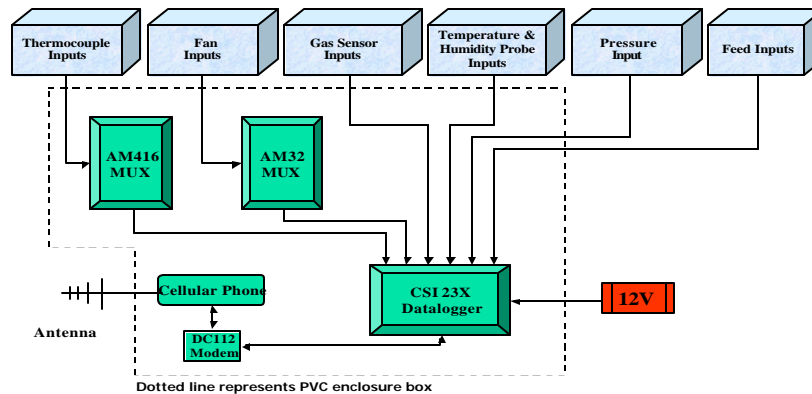 Thermocouple
Inputs
Fan
Inputs
Gas Sensor
Inputs
Temperature &
Humidity Probe
Inputs
Pressure
Input
Feed Inputs
AM416
MUX
AM32
MUX
Cellular Phone
CSI 23X
Datalogger
12V
Antenna
DC112
Modem
Dotted line represents PVC enclosure box